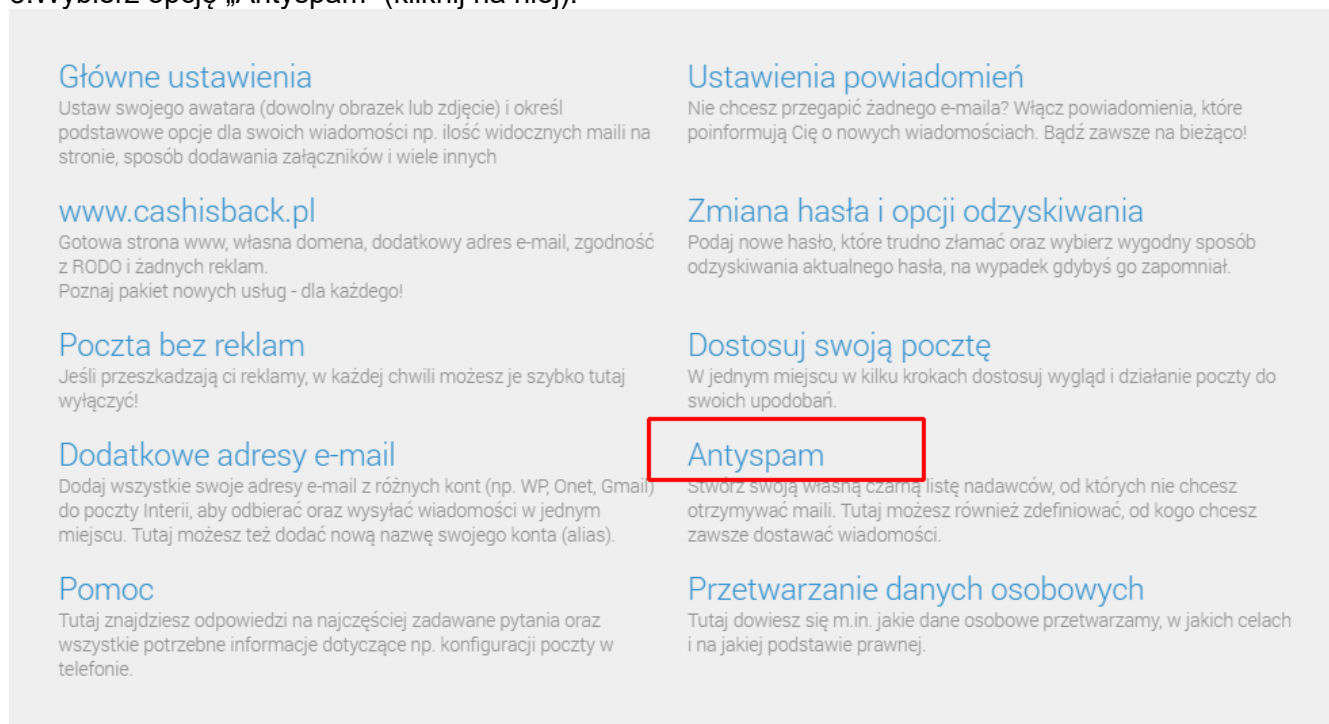 Wybierz opcję „Antyspam” (kliknij na niej).
Główne ustawienia
Ustaw swojego awatara (dowolny obrazek lub zdjęcie) i określ
podstawowe opcje dla swoich wiadomości np. ilość widocznych maili na
stronie, sposób dodawania załączników i wiele innych
www.cashisback.pl
Gotowa strona www, własna domena, dodatkowy adres e-mail, zgodność
z RODO i żadnych reklam.
Poznaj pakiet nowych usług - dla każdego!
Poczta bez reklam
Jeśli przeszkadzają ci reklamy, w każdej chwili możesz je szybko tutaj
wyłączyć!
Dodatkowe adresy e-mail
Dodaj wszystkie swoje adresy e-mail z różnych kont (np. WP, Onet, Gmail)
do poczty Interii, aby odbierać oraz wysyłać wiadomości w jednym
miejscu. Tutaj możesz też dodać nową nazwę swojego konta (alias).
Pomoc
Tutaj znajdziesz odpowiedzi na najczęściej zadawane pytania oraz
wszystkie potrzebne informacje dotyczące np. konfiguracji poczty w
telefonie.
Ustawienia powiadomień
Nie chcesz przegapić żadnego e-maila? Włącz powiadomienia, które
poinformują Cię o nowych wiadomościach. Bądź zawsze na bieżąco!
Zmiana hasła i opcji odzyskiwania
Podaj nowe hasło, które trudno złamać oraz wybierz wygodny sposób
odzyskiwania aktualnego hasła, na wypadek gdybyś go zapomniał.
Dostosuj swoją pocztę
W jednym miejscu w kilku krokach dostosuj wygląd i działanie poczty do
swoich upodobań.
Antyspam
Stwórz swoją własną czarną listę nadawców, od których nie chcesz
otrzymywać maili. Tutaj możesz również zdefiniować, od kogo chcesz
zawsze dostawać wiadomości.
Przetwarzanie danych osobowych
Tutaj dowiesz się m.in. jakie dane osobowe przetwarzamy, w jakich celach
i na jakiej podstawie prawnej.